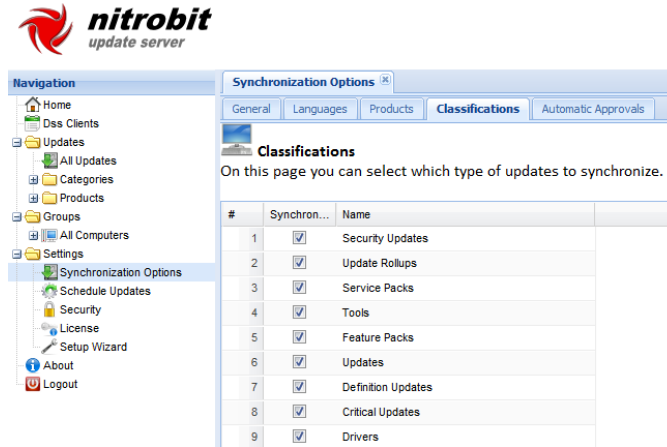 nitrobit
update server
Navigation
Home
Dss Clients
Updates
All Updates
Categories
Products
Groups
All Computers
Settings
Synchronization Options
Schedule Updates
Security
License
Setup Wizard
About
Logout
Synchronization Options
General Languages Products Classifications Automatic Approvals
Classifications
On this page you can select which type of updates to synchronize.
# Synchron... Name
1 Security Updates
2 Update Rollups
3 Service Packs
4 Tools
5 Feature Packs
6 Updates
7 Definition Updates
8 Critical Updates
9 Drivers